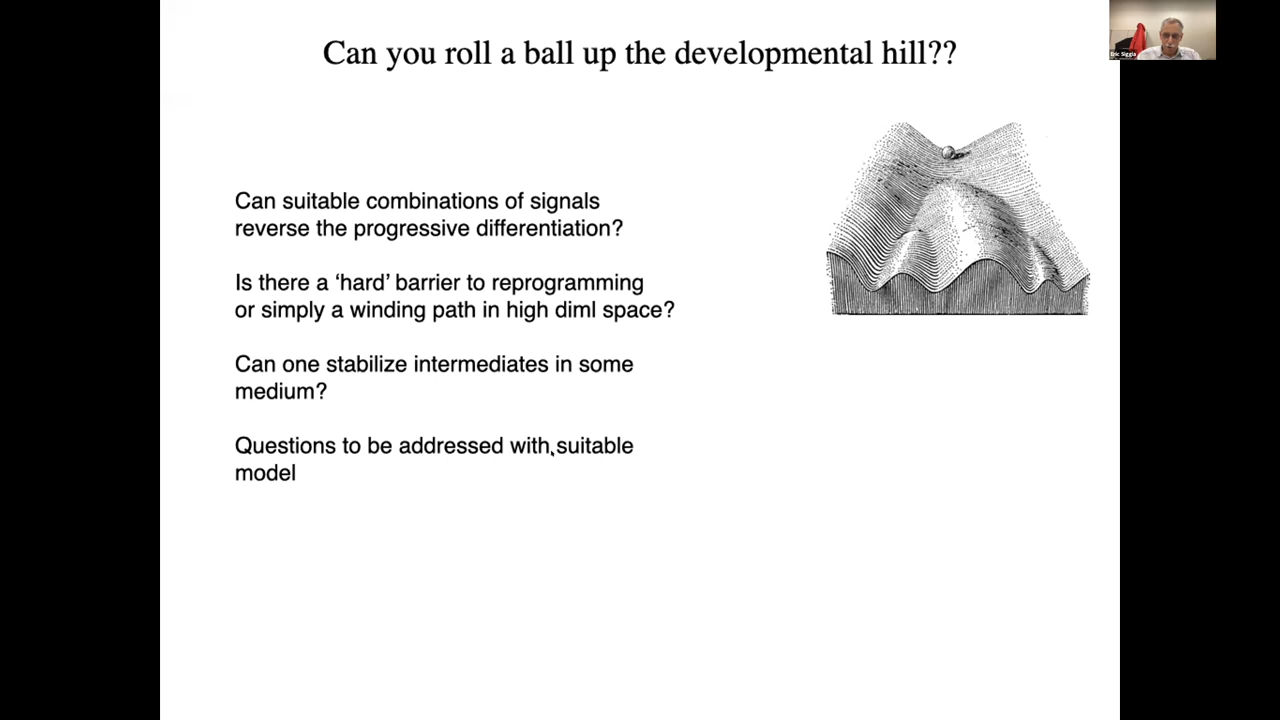 Can you roll a ball up the developmental hill??
Eric Siggia
Can suitable combinations of signals
reverse the progressive differentiation?
Is there a ‘hard’ barrier to reprogramming
or simply a winding path in high diml space?
Can one stabilize intermediates in some
medium?
Questions to be addressed with suitable
model